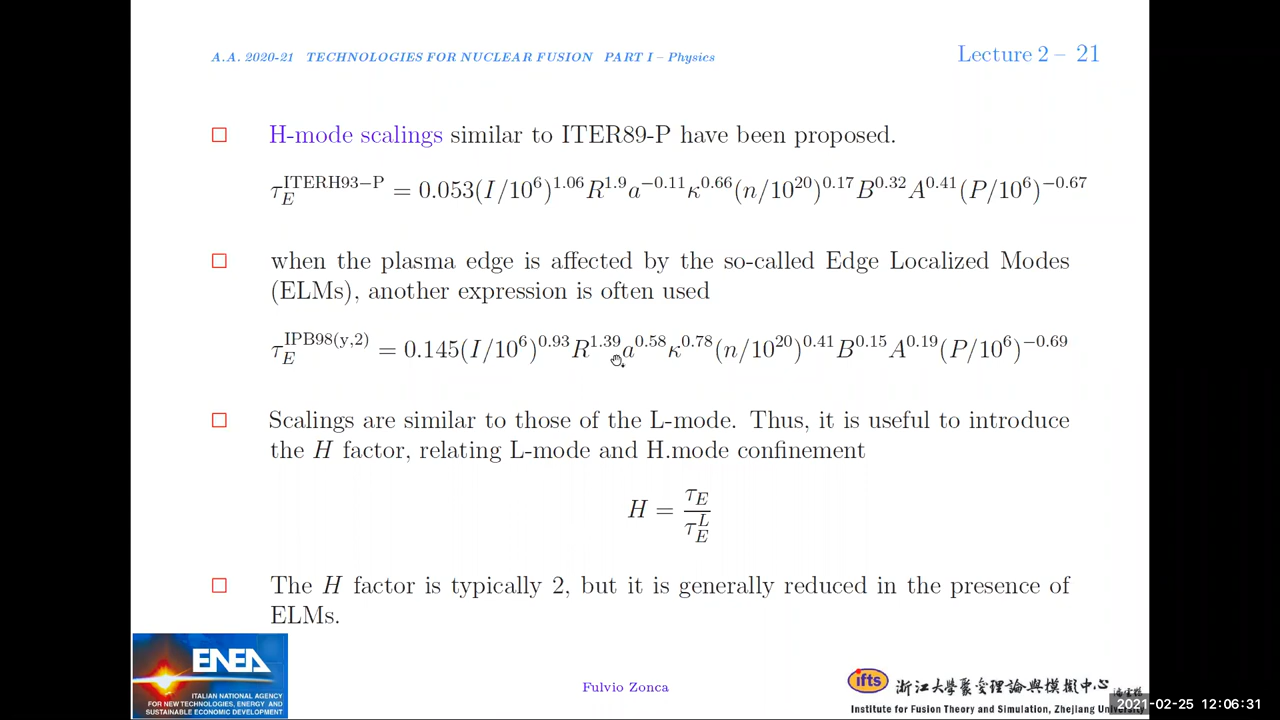 A.A. 2020-21 TECHNOLOGIES FOR NUCLEAR FUSION PART I – Physics
Lecture 2 – 21
□ H-mode scalings similar to ITER89-P have been proposed.
τ_E^{ITERH93−P} = 0.053(I/10^6)^{1.06}R^{1.9}a^{−0.11}κ^{0.66}(n/10^{20})^{0.17}B^{0.32}A^{0.41}(P/10^6)^{−0.67}
□ when the plasma edge is affected by the so-called Edge Localized Modes
(ELMs), another expression is often used
τ_E^{IPB98(y,2)} = 0.145(I/10^6)^{0.93}R^{1.39}a^{0.58}κ^{0.78}(n/10^{20})^{0.41}B^{0.15}A^{0.19}(P/10^6)^{−0.69}
□ Scalings are similar to those of the L-mode. Thus, it is useful to introduce
the H factor, relating L-mode and H.mode confinement
H = τ_E / τ_E^L
□ The H factor is typically 2, but it is generally reduced in the presence of
ELMs.
ENEA
ITALIAN NATIONAL AGENCY
FOR NEW TECHNOLOGIES, ENERGY AND
SUSTAINABLE ECONOMIC DEVELOPMENT
Fulvio Zonca
ifts
浙江大學聚变理論與模擬中心
Institute for Fusion Theory and Simulation, Zhejiang University
2021-02-25 12:06:31